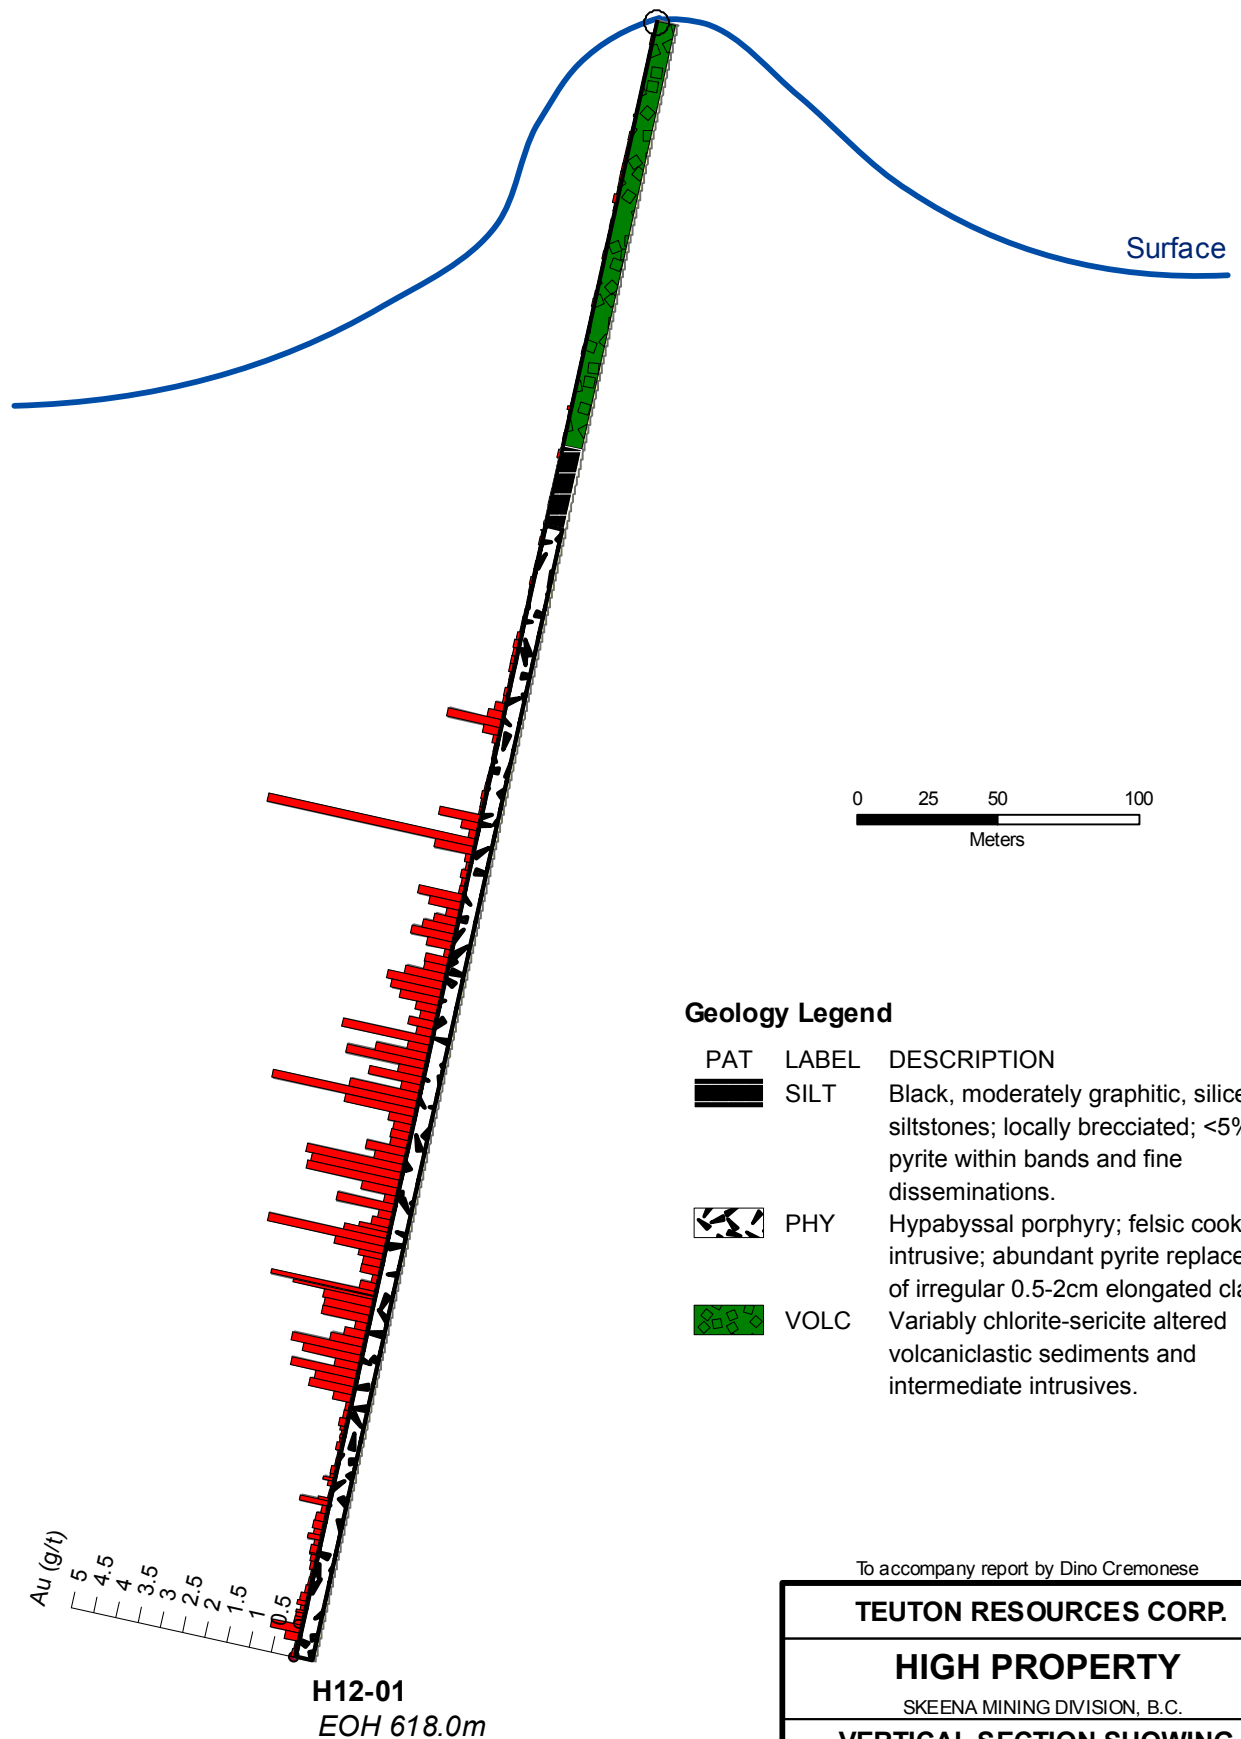 Surface
0 25 50 100
Meters
Geology Legend
PAT LABEL DESCRIPTION
SILT Black, moderately graphitic, silice
siltstones; locally brecciated; <5%
pyrite within bands and fine
disseminations.
PHY Hypabyssal porphyry; felsic cook
intrusive; abundant pyrite replace
of irregular 0.5-2cm elongated cla
VOLC Variably chlorite-sericite altered
volcaniclastic sediments and
intermediate intrusives.
Au (g/t)
5 4.5 4 3.5 3 2.5 2 1.5 1 0.5
H12-01
EOH 618.0m
To accompany report by Dino Cremonese
TEUTON RESOURCES CORP.
HIGH PROPERTY
SKEENA MINING DIVISION, B.C.
VERTICAL SECTION SHOWING